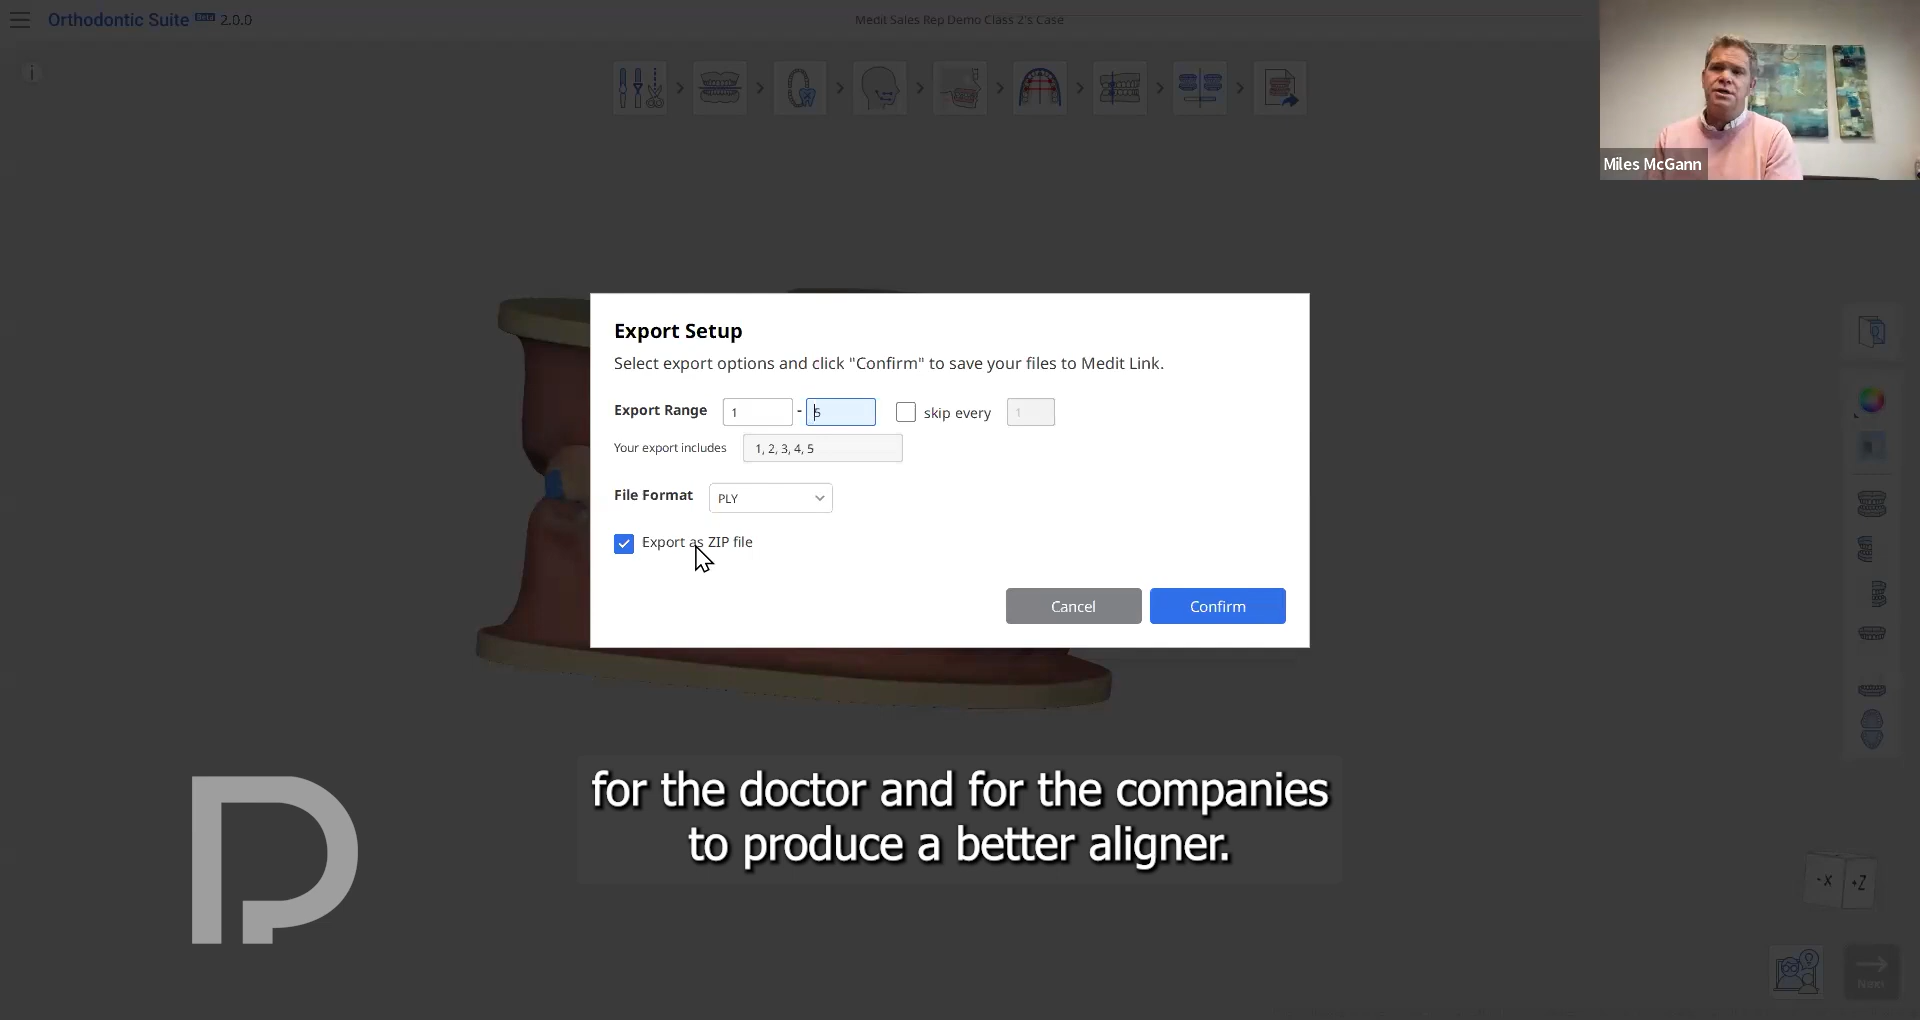 Orthodontic Suite Beta 2.0.0
Medit Sales Rep Demo Class 2's Case
Miles McGann
Export Setup
Select export options and click "Confirm" to save your files to Medit Link.
Export Range 1 - 5 skip every 1
Your export includes 1, 2, 3, 4, 5
File Format PLY
Export as ZIP file
Cancel Confirm
for the doctor and for the companies
to produce a better aligner.
-X +Z
Next